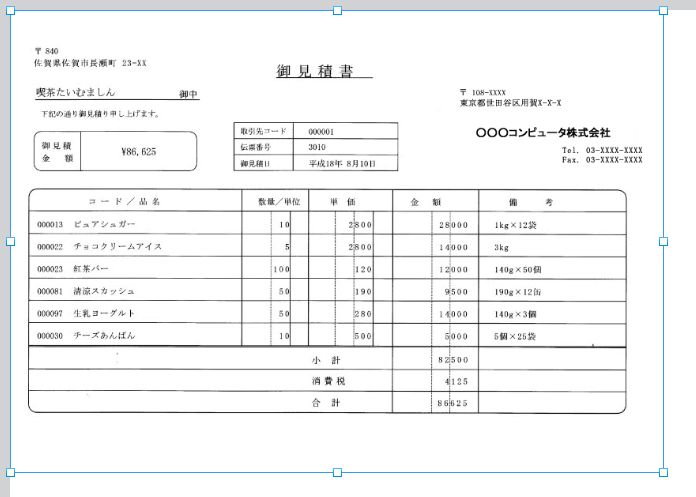 〒840
佐賀県佐賀市長瀬町 23-XX
御見積書
喫茶たいむましん 御中
〒 108-XXXX
東京都世田谷区用賀X-X-X
下記の通り御見積り申し上げます。
〇〇〇コンピュータ株式会社
Tel. 03-XXXX-XXXX
Fax. 03-XXXX-XXXX
御見積金額 ¥86,625
取引先コード 000001
伝票番号 3010
御見積日 平成18年 8月10日
コード/品名 数量/単位 単価 金額 備考
000013 ピュアシュガー 10 2800 28000 1kg×12袋
000022 チョコクリームアイス 5 2800 14000 3kg
000023 紅茶バー 100 120 12000 140g×50個
000081 清涼スカッシュ 50 190 9500 190g×12缶
000097 生乳ヨーグルト 50 280 14000 140g×3個
000030 チーズあんぱん 10 500 5000 5個×25袋
小計 82500
消費税 4125
合計 86625